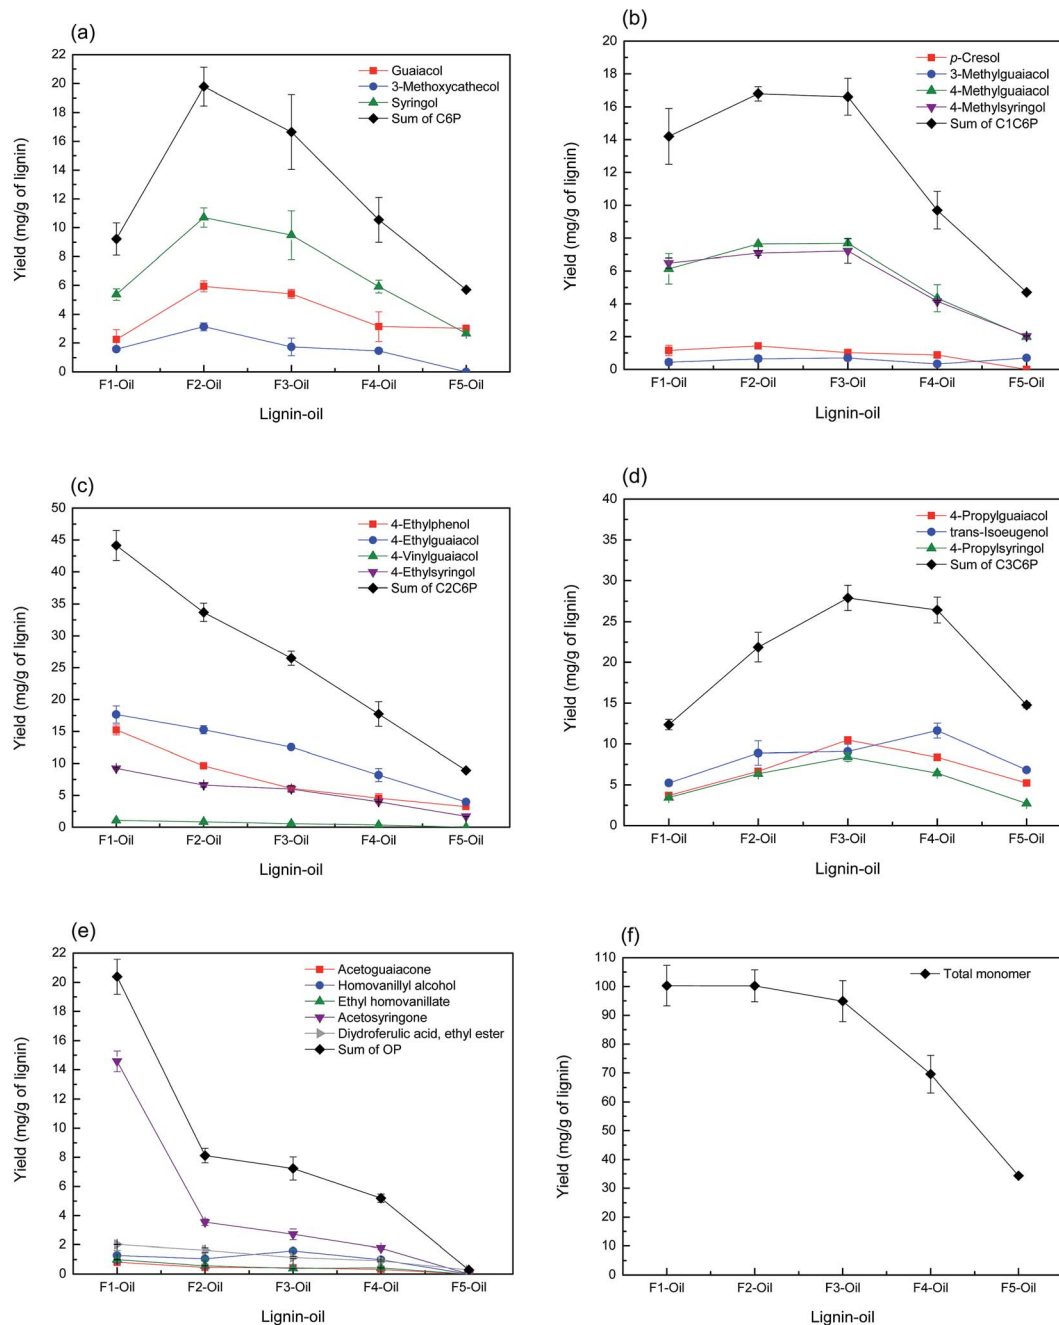 (a)
22
20
18
16
14
12
10
8
6
4
2
0
Yield (mg/g of lignin)
Guaiacol
3-Methoxycathecol
Syringol
Sum of C6P
F1-Oil F2-Oil F3-Oil F4-Oil F5-Oil
Lignin-oil
(b)
20
18
16
14
12
10
8
6
4
2
0
Yield (mg/g of lignin)
p-Cresol
3-Methylguaiacol
4-Methylguaiacol
4-Methylsyringol
Sum of C1C6P
F1-Oil F2-Oil F3-Oil F4-Oil F5-Oil
Lignin-oil
(c)
50
45
40
35
30
25
20
15
10
5
0
Yield (mg/g of lignin)
4-Ethylphenol
4-Ethylguaiacol
4-Vinylguaiacol
4-Ethylsyringol
Sum of C2C6P
F1-Oil F2-Oil F3-Oil F4-Oil F5-Oil
Lignin-oil
(d)
40
35
30
25
20
15
10
5
0
Yield (mg/g of lignin)
4-Propylguaiacol
trans-Isoeugenol
4-Propylsyringol
Sum of C3C6P
F1-Oil F2-Oil F3-Oil F4-Oil F5-Oil
Lignin-oil
(e)
22
20
18
16
14
12
10
8
6
4
2
0
Yield (mg/g of lignin)
Acetoguaiacone
Homovanillyl alcohol
Ethyl homovanillate
Acetosyringone
Diydroferulic acid, ethyl ester
Sum of OP
F1-Oil F2-Oil F3-Oil F4-Oil F5-Oil
Lignin-oil
(f)
110
100
90
80
70
60
50
40
30
20
10
0
Yield (mg/g of lignin)
Total monomer
F1-Oil F2-Oil F3-Oil F4-Oil F5-Oil
Lignin-oil